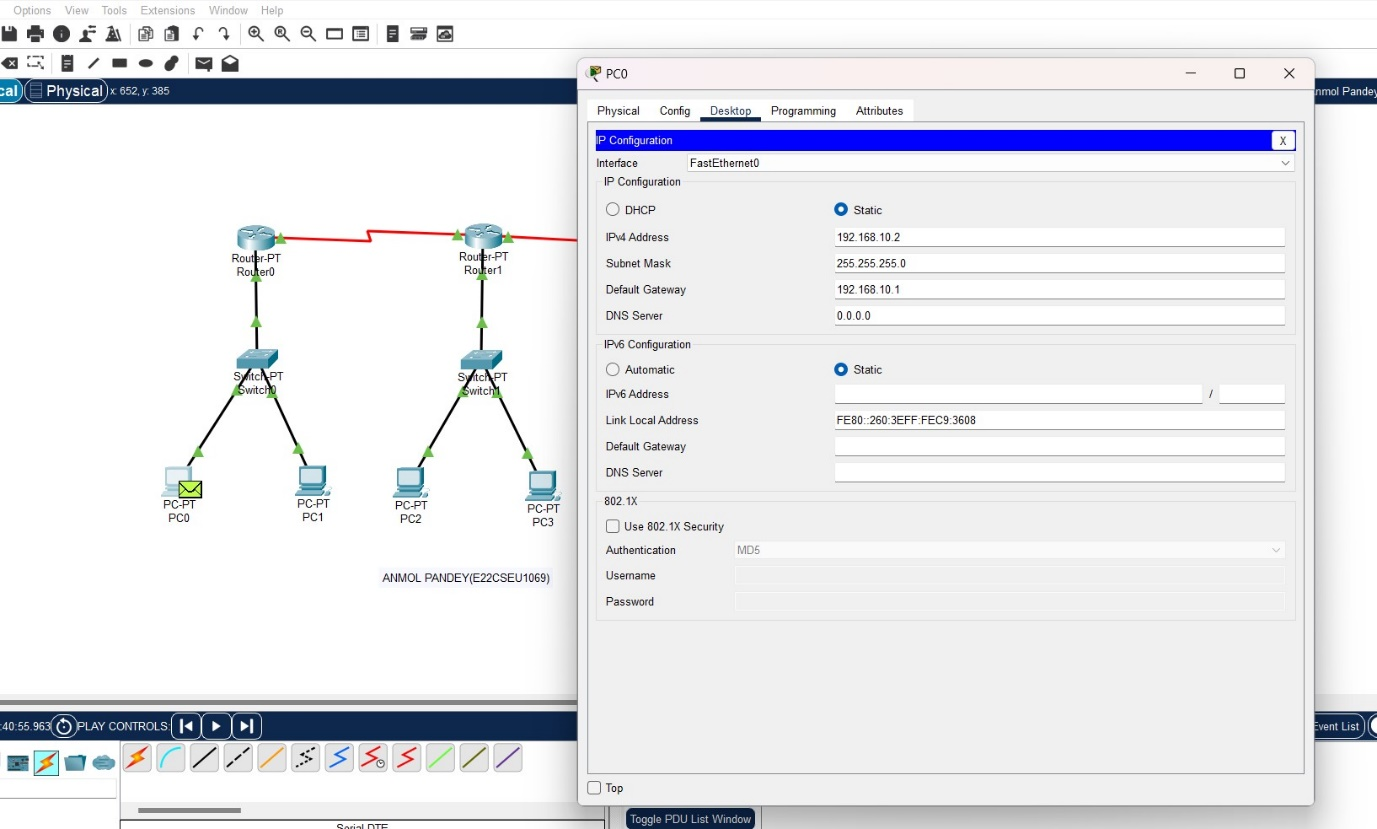 Options View Tools Extensions Window Help
Physical x: 652, y: 385
PC0
Physical Config Desktop Programming Attributes
IP Configuration X
Interface FastEthernet0
IP Configuration
DHCP Static
IPv4 Address 192.168.10.2
Subnet Mask 255.255.255.0
Default Gateway 192.168.10.1
DNS Server 0.0.0.0
IPv6 Configuration
Automatic Static
IPv6 Address /
Link Local Address FE80::260:3EFF:FEC9:3608
Default Gateway
DNS Server
802.1X
Use 802.1X Security
Authentication MD5
Username
Password
Top
Router-PT
Router0
Router-PT
Router1
Switch-PT
Switch0
Switch-PT
Switch1
PC-PT
PC0
PC-PT
PC1
PC-PT
PC2
PC-PT
PC3
ANMOL PANDEY(E22CSEU1069)
nmol Pandey
:40:55.963 PLAY CONTROLS:
Event List
Toggle PDU List Window
Serial DTE